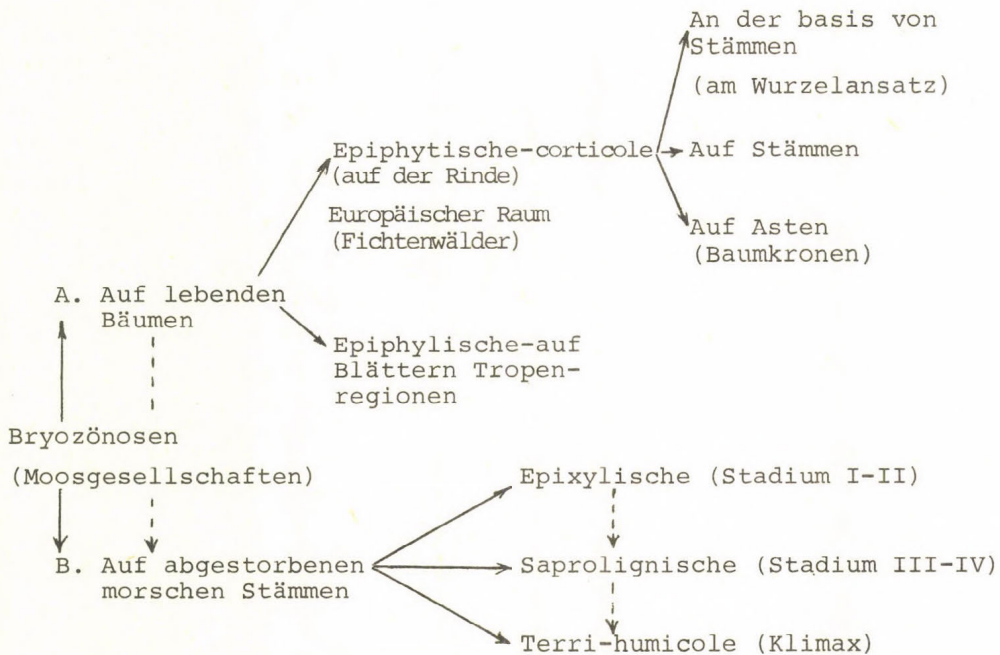 An der basis von
Stämmen
(am Wurzelansatz)
Epiphytische-corticole
(auf der Rinde)
Auf Stämmen
Europäischer Raum
(Fichtenwälder)
Auf Asten
(Baumkronen)
A. Auf lebenden
Bäumen
Epiphylische-auf
Blättern Tropen-
regionen
Bryozönosen
(Moosgesellschaften)
Epixylische (Stadium I-II)
B. Auf abgestorbenen
morschen Stämmen
Saprolignische (Stadium III-IV)
Terri-humicole (Klimax)